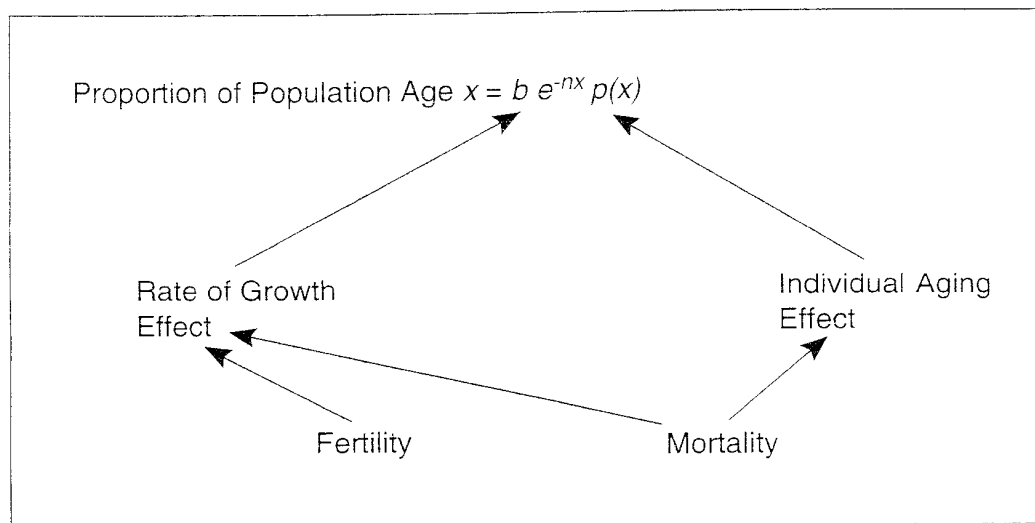 Proportion of Population Age x = b e^-nx p(x)
Rate of Growth
Effect
Individual Aging
Effect
Fertility
Mortality